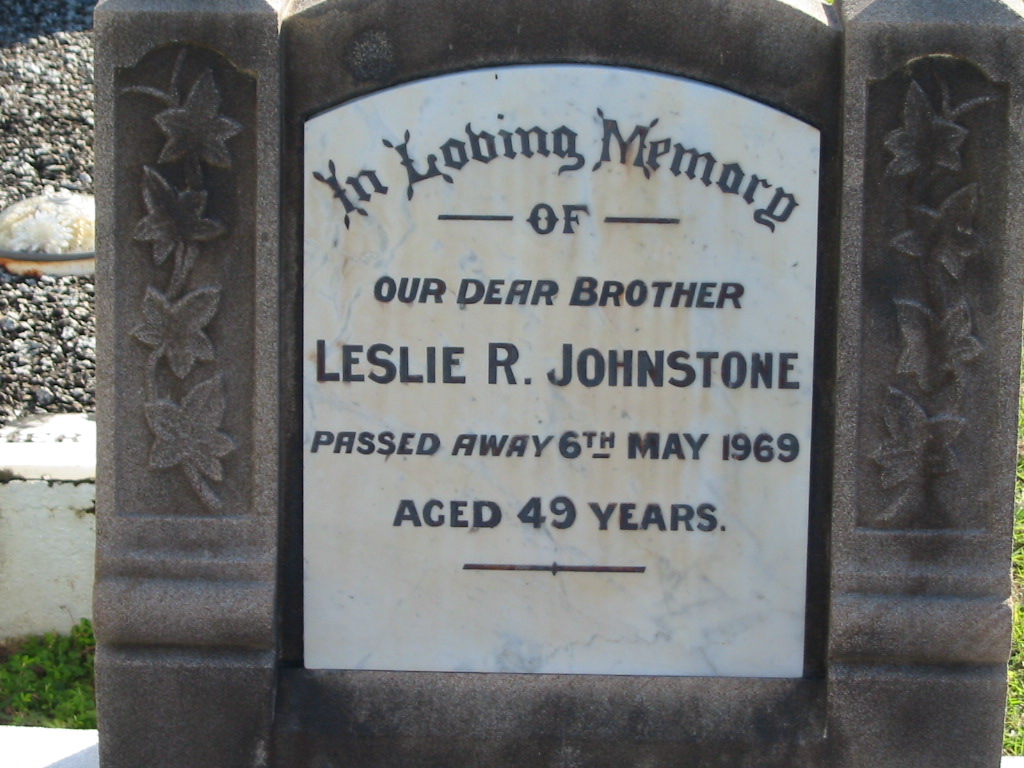 In Loving Memory
OF
OUR DEAR BROTHER
LESLIE R. JOHNSTONE
PASSED AWAY 6TH MAY 1969
AGED 49 YEARS.